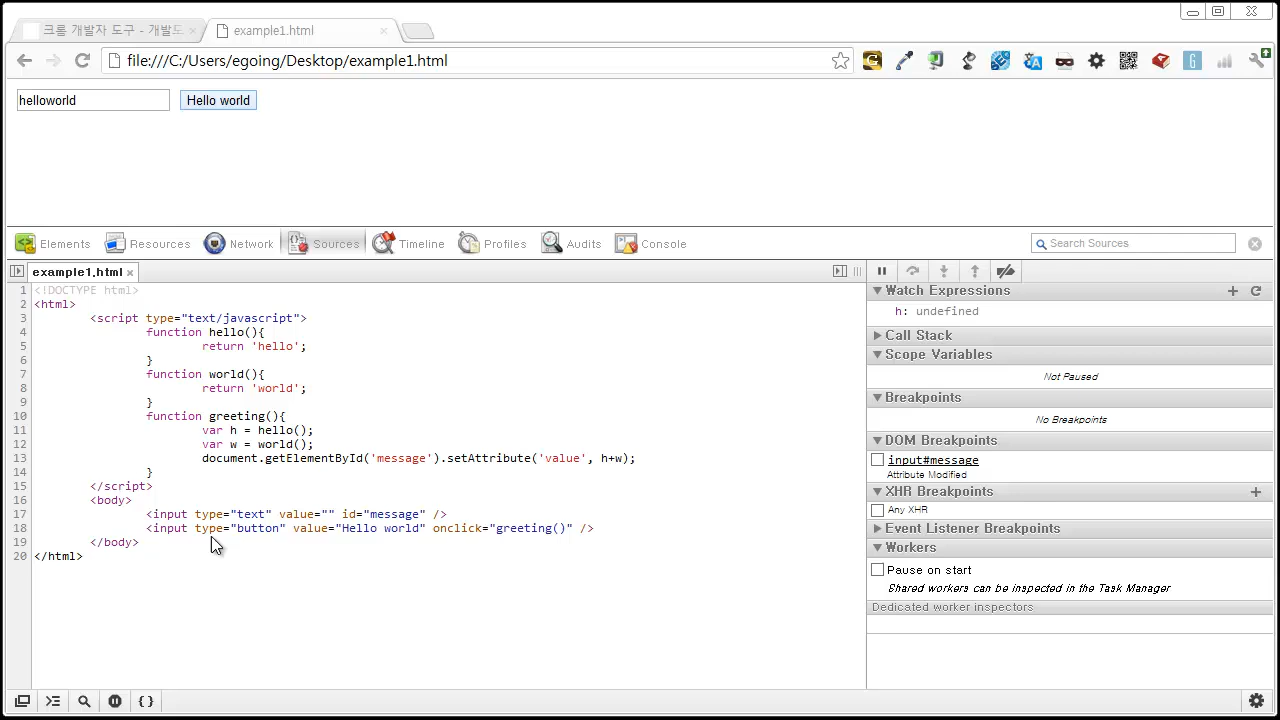 크롬 개발자 도구 - 개발도
example1.html
file:///C:/Users/egoing/Desktop/example1.html
helloworld
Hello world
Elements
Resources
Network
Sources
Timeline
Profiles
Audits
Console
Search Sources
example1.html
1 <!DOCTYPE html>
2 <html>
3 <script type="text/javascript">
4 function hello(){
5 return 'hello';
6 }
7 function world(){
8 return 'world';
9 }
10 function greeting(){
11 var h = hello();
12 var w = world();
13 document.getElementById('message').setAttribute('value', h+w);
14 }
15 </script>
16 <body>
17 <input type="text" value="" id="message" />
18 <input type="button" value="Hello world" onclick="greeting()" />
19 </body>
20 </html>
Watch Expressions
h: undefined
Call Stack
Scope Variables
Not Paused
Breakpoints
No Breakpoints
DOM Breakpoints
input#message
Attribute Modified
XHR Breakpoints
Any XHR
Event Listener Breakpoints
Workers
Pause on start
Shared workers can be inspected in the Task Manager
Dedicated worker inspectors